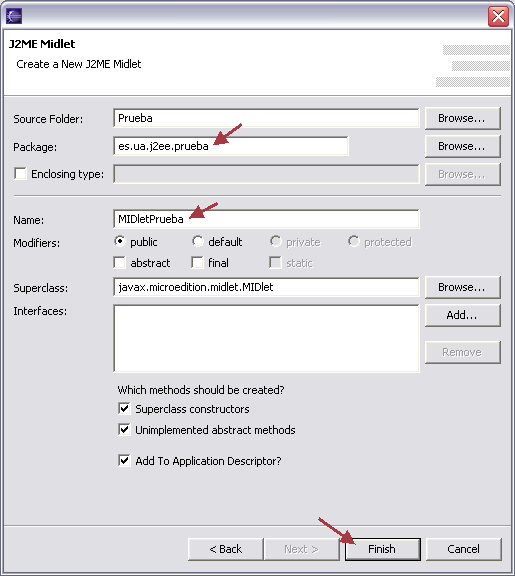 J2ME Midlet
Create a New J2ME Midlet
Source Folder: Prueba Browse...
Package: es.ua.j2ee.prueba Browse...
Enclosing type: Browse...
Name: MIDletPrueba
Modifiers: public default private protected
abstract final static
Superclass: javax.microedition.midlet.MIDlet Browse...
Interfaces: Add...
Remove
Which methods should be created?
Superclass constructors
Unimplemented abstract methods
Add To Application Descriptor?
< Back Next > Finish Cancel